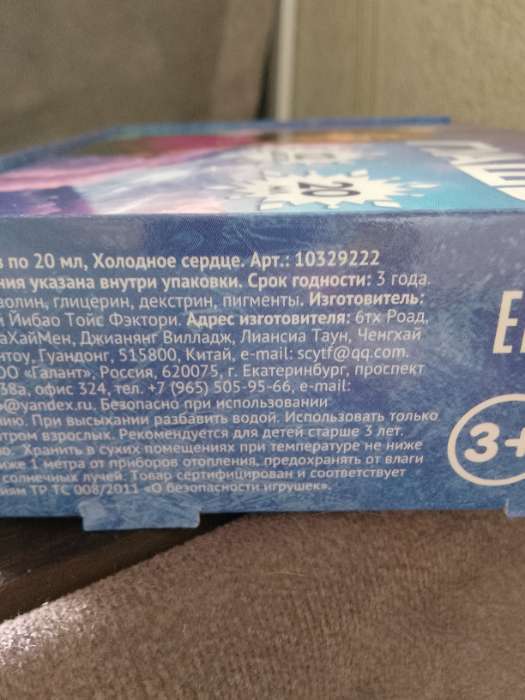 20
в по 20 мл, Холодное сердце. Арт.: 10329222
ния указана внутри упаковки. Срок годности: 3 года.
волин, глицерин, декстрин, пигменты. Изготовитель:
й Йибао Тойс Фэктори. Адрес изготовителя: 6тх Роад,
аХайМен, Джианянг Вилладж, Лиансиа Таун, Ченгхай
нтоу, Гуандонг, 515800, Китай, e-mail: scytf@qq.com.
ОО «Галант», Россия, 620075, г. Екатеринбург, проспект
38а, офис 324, тел. +7 (965) 505-95-66, e-mail:
@yandex.ru. Безопасно при использовании
нию. При высыхании разбавить водой. Использовать только
тром взрослых. Рекомендуется для детей старше 3 лет.
ю. Хранить в сухих помещениях при температуре не ниже
иже 1 метра от приборов отопления, предохранять от влаги
солнечных лучей. Товар сертифицирован и соответствует
иям ТР ТС 008/2011 «О безопасности игрушек».
3+